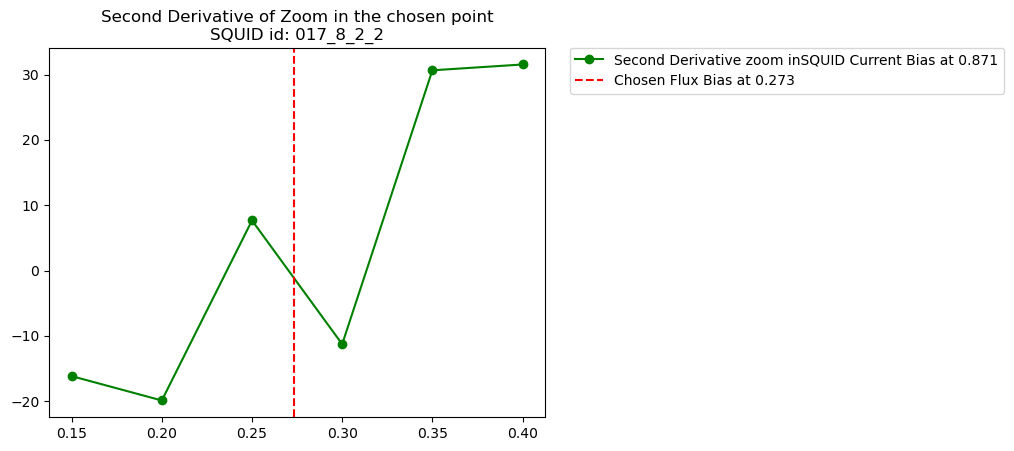 Second Derivative of Zoom in the chosen point
SQUID id: 017_8_2_2
Second Derivative zoom inSQUID Current Bias at 0.871
Chosen Flux Bias at 0.273
30
20
10
0
−10
−20
0.15 0.20 0.25 0.30 0.35 0.40